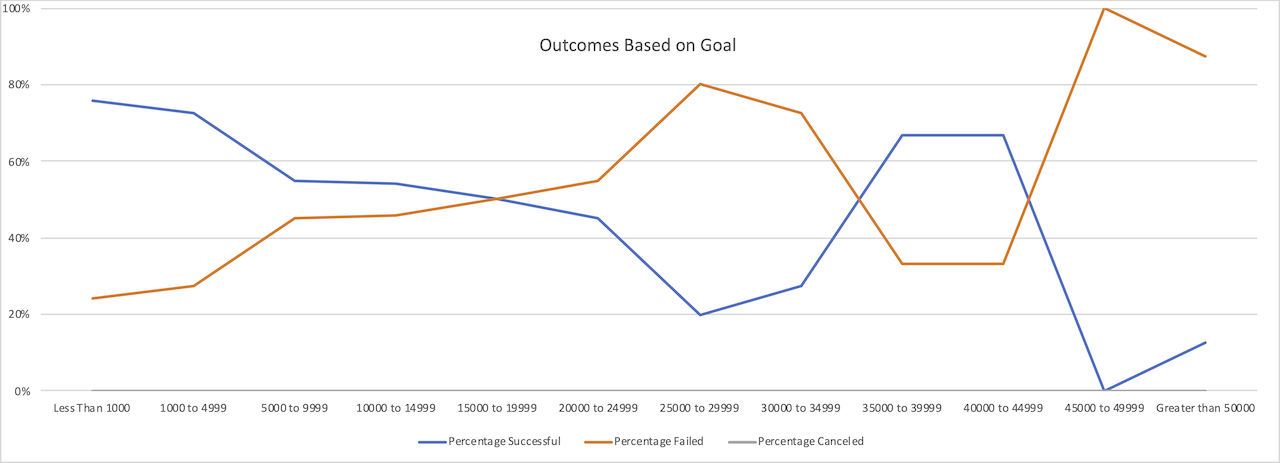 Outcomes Based on Goal
100%
80%
60%
40%
20%
0%
Less Than 1000 1000 to 4999 5000 to 9999 10000 to 14999 15000 to 19999 20000 to 24999 25000 to 29999 30000 to 34999 35000 to 39999 40000 to 44999 45000 to 49999 Greater than 50000
Percentage Successful Percentage Failed Percentage Canceled